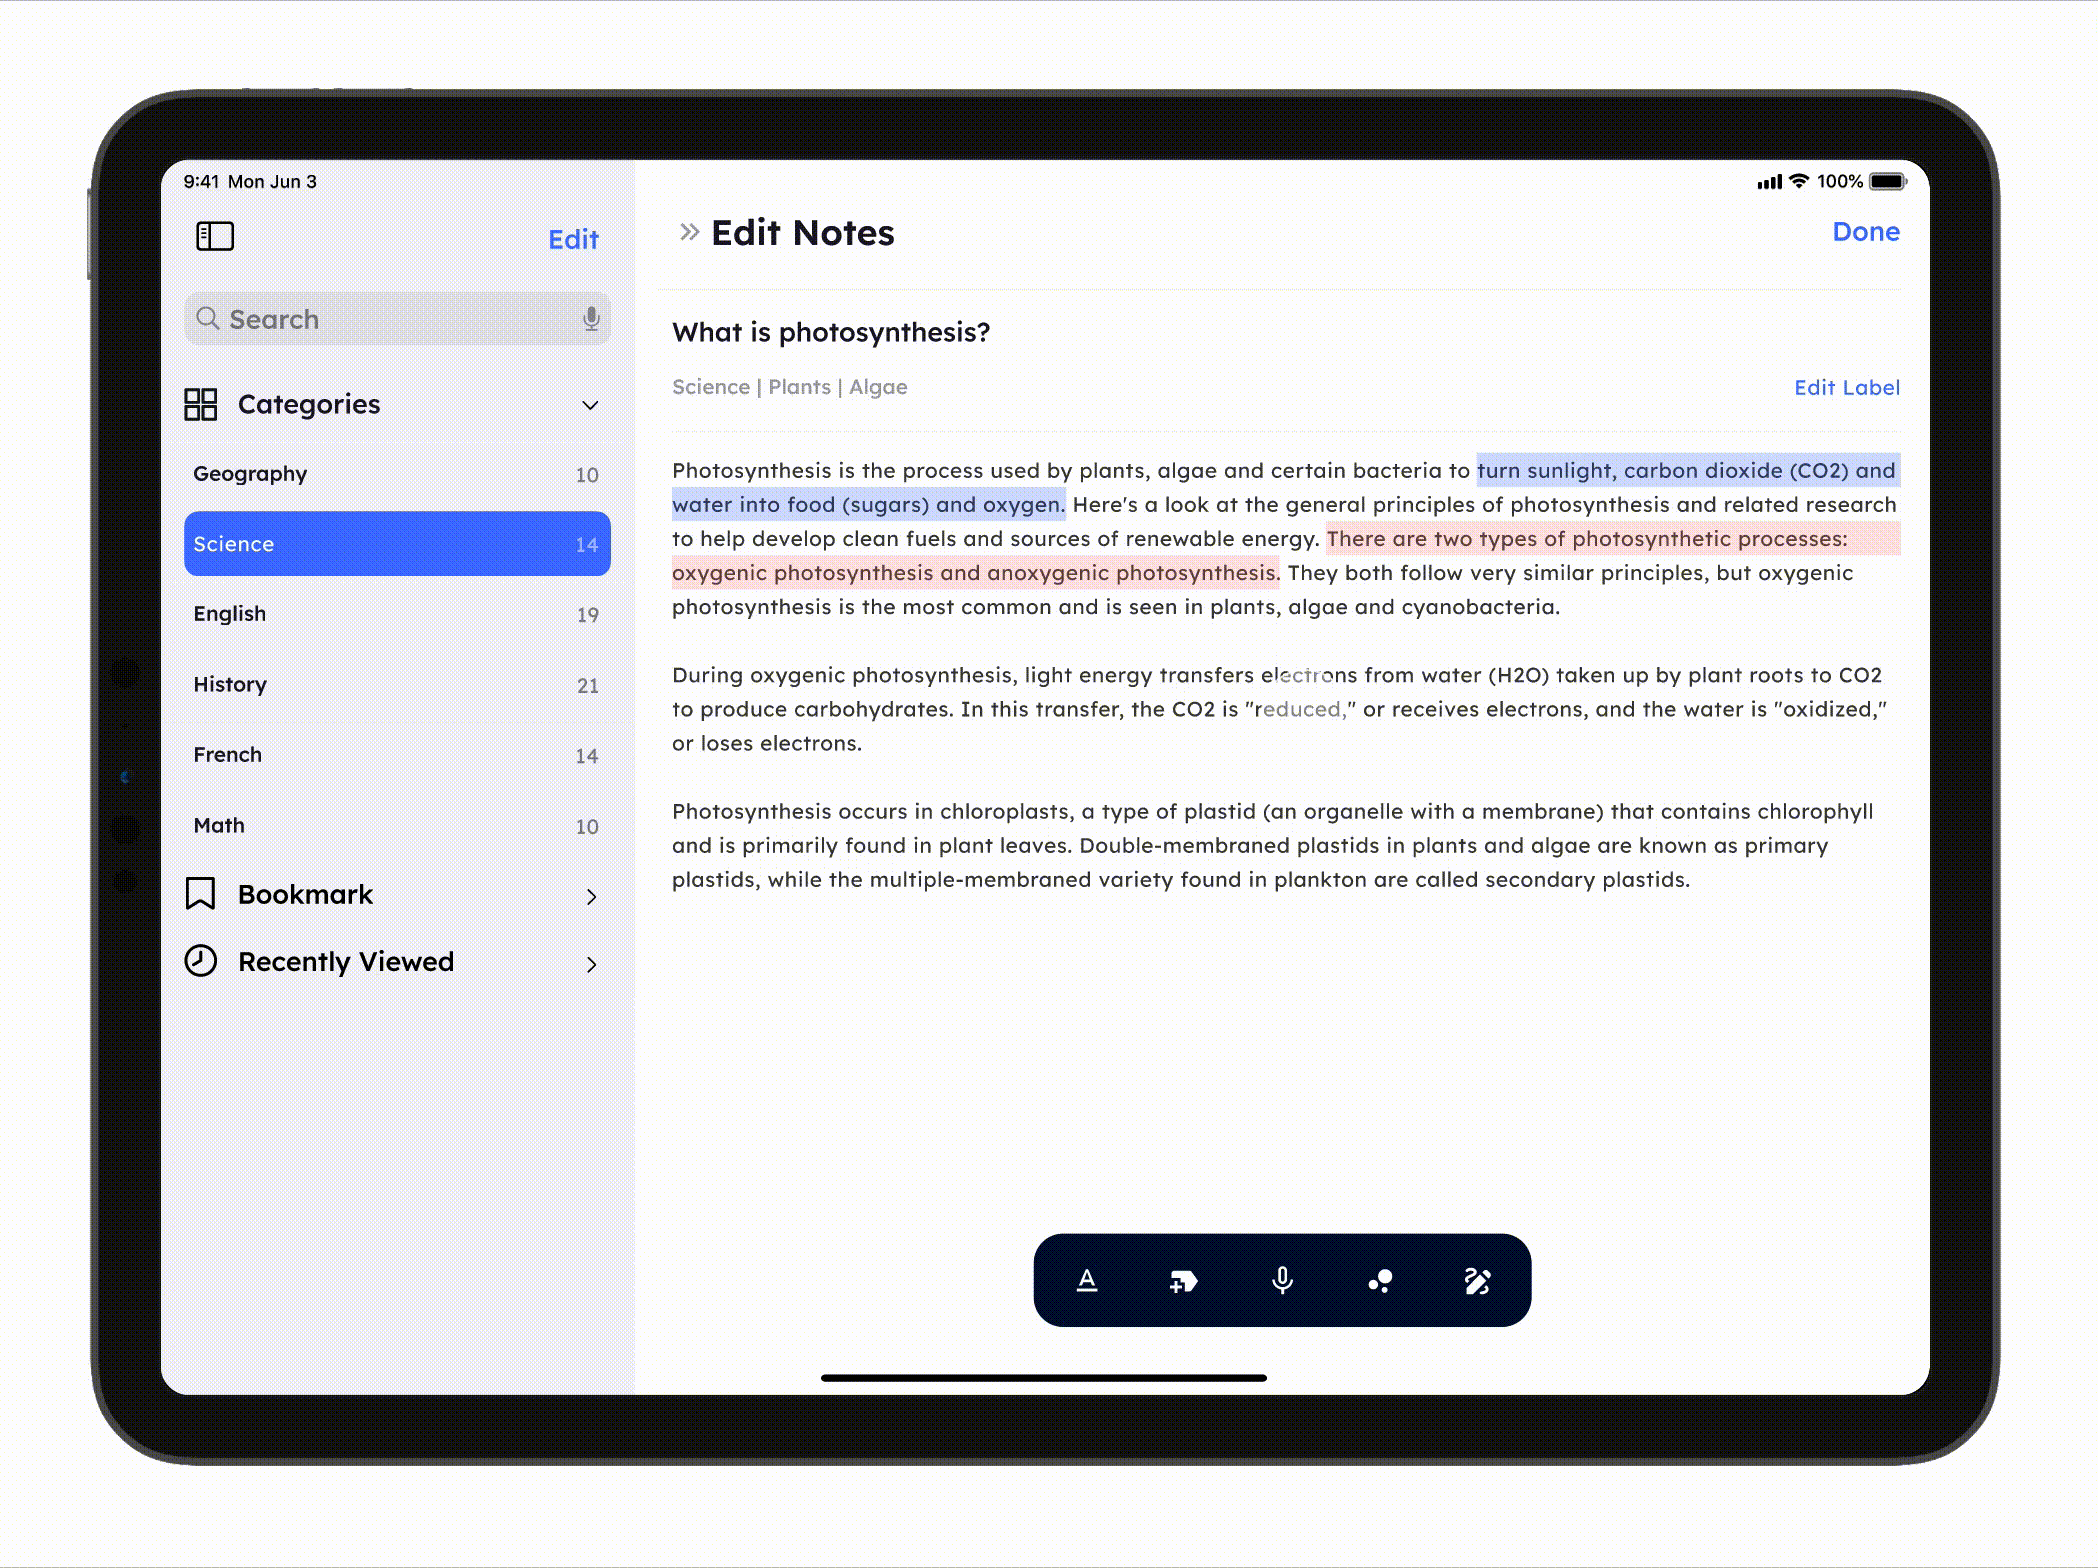 9:41 Mon Jun 3
100%
Edit
Search
Categories
Geography 10
Science 14
English 19
History 21
French 14
Math 10
Bookmark
Recently Viewed
Edit Notes
Done
What is photosynthesis?
Science | Plants | Algae
Edit Label
Photosynthesis is the process used by plants, algae and certain bacteria to turn sunlight, carbon dioxide (CO2) and
water into food (sugars) and oxygen. Here's a look at the general principles of photosynthesis and related research
to help develop clean fuels and sources of renewable energy. There are two types of photosynthetic processes:
oxygenic photosynthesis and anoxygenic photosynthesis. They both follow very similar principles, but oxygenic
photosynthesis is the most common and is seen in plants, algae and cyanobacteria.
During oxygenic photosynthesis, light energy transfers electrons from water (H2O) taken up by plant roots to CO2
to produce carbohydrates. In this transfer, the CO2 is "reduced," or receives electrons, and the water is "oxidized,"
or loses electrons.
Photosynthesis occurs in chloroplasts, a type of plastid (an organelle with a membrane) that contains chlorophyll
and is primarily found in plant leaves. Double-membraned plastids in plants and algae are known as primary
plastids, while the multiple-membraned variety found in plankton are called secondary plastids.
A